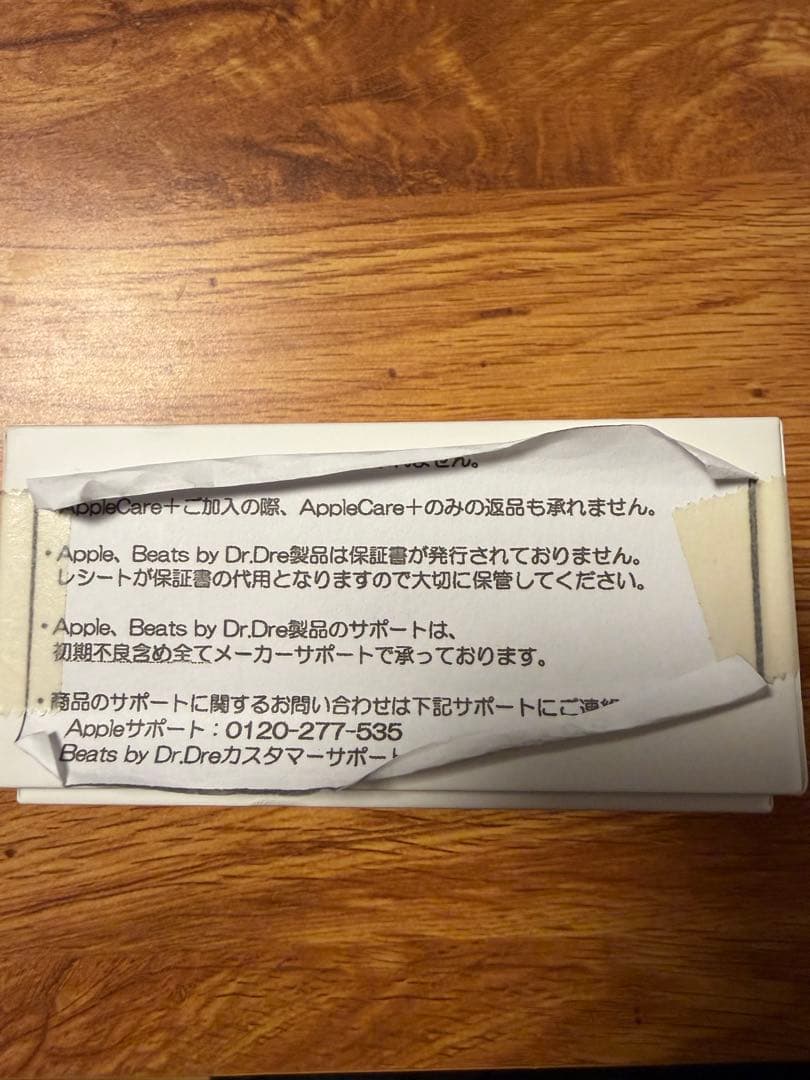 ません。
AppleCare+ご加入の際、AppleCare+のみの返品も承れません。
・Apple、Beats by Dr.Dre製品は保証書が発行されておりません。
レシートが保証書の代用となりますので大切に保管してください。
・Apple、Beats by Dr.Dre製品のサポートは、
初期不良含め全てメーカーサポートで承っております。
・商品のサポートに関するお問い合わせは下記サポートにご連
Appleサポート：0120-277-535
Beats by Dr.Dreカスタマーサポー